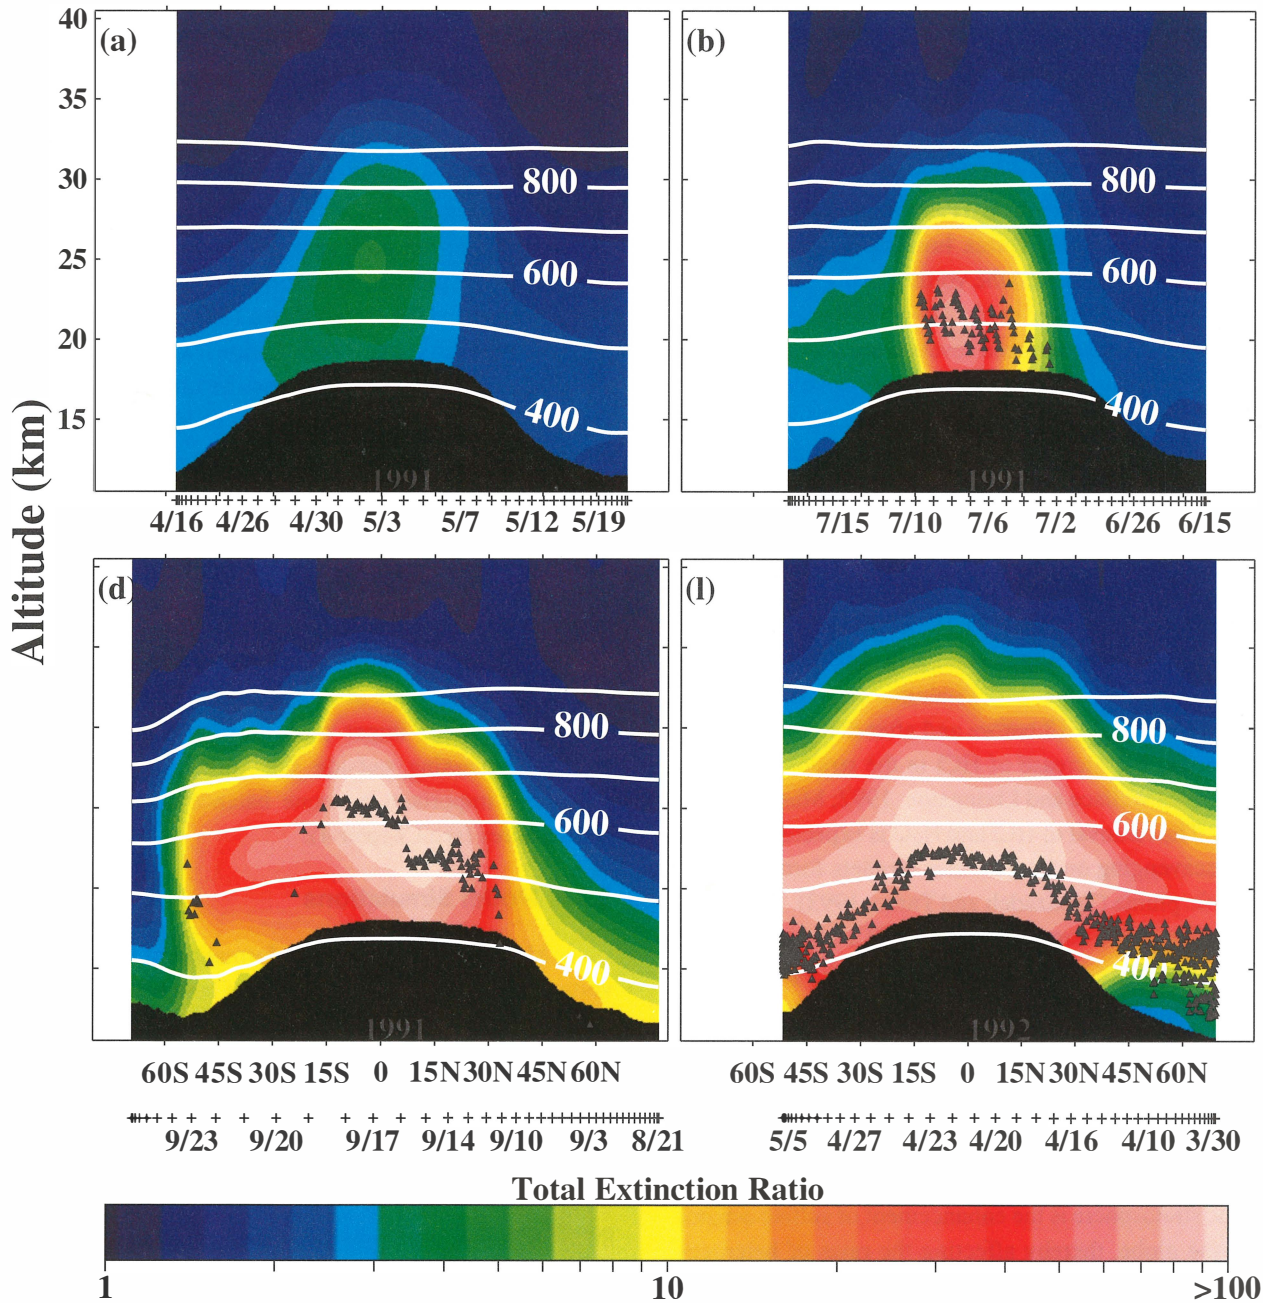 (a)
(b)
40
35
30
25
20
15
800
600
400
1991
800
600
400
1991
4/16 4/26 4/30 5/3 5/7 5/12 5/19
7/15 7/10 7/6 7/2 6/26 6/15
Altitude (km)
(d)
(l)
800
600
400
1991
800
600
400
1992
60S 45S 30S 15S 0 15N 30N 45N 60N
60S 45S 30S 15S 0 15N 30N 45N 60N
9/23 9/20 9/17 9/14 9/10 9/3 8/21
5/5 4/27 4/23 4/20 4/16 4/10 3/30
Total Extinction Ratio
1 10 >100